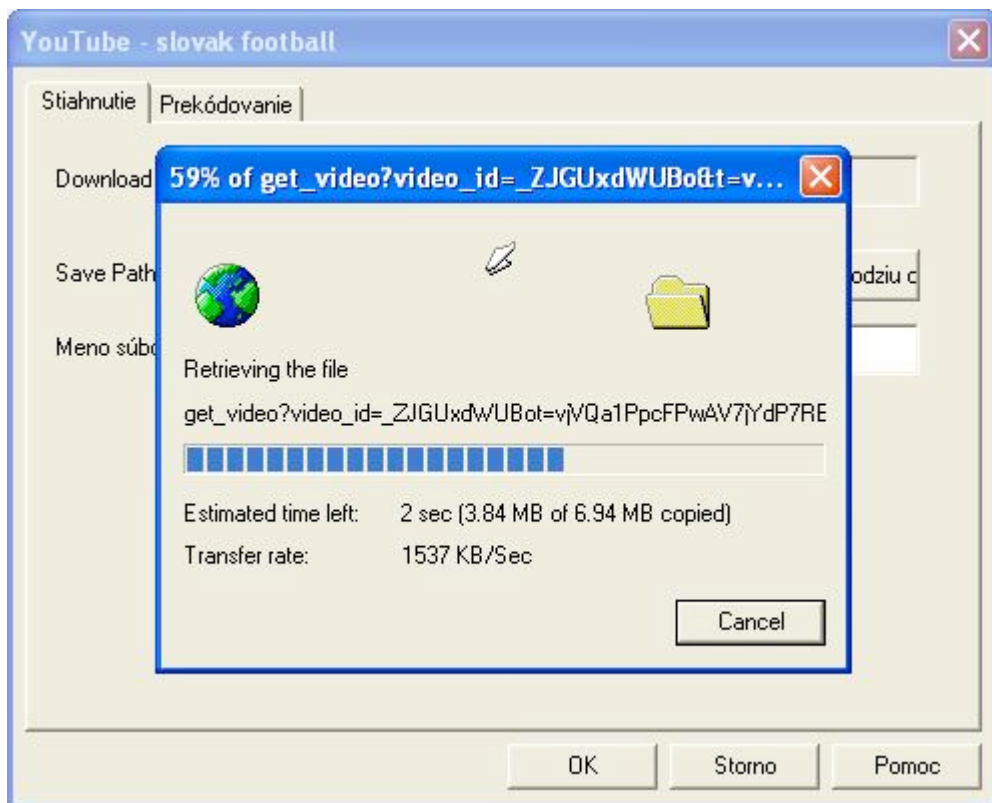 YouTube - slovak football
Stiahnutie Prekódovanie
59% of get_video?video_id=_ZJGUxdWUBo&t=v...
Download
Save Path
odziu
Meno
Retrieving the file
get_video?video_id=_ZJGUxdWUBot=vjVQa1PpcFPwAV7jYdP7RE
Estimated time left: 2 sec (3.84 MB of 6.94 MB copied)
Transfer rate: 1537 KB/Sec
Cancel
OK Storno Pomoc